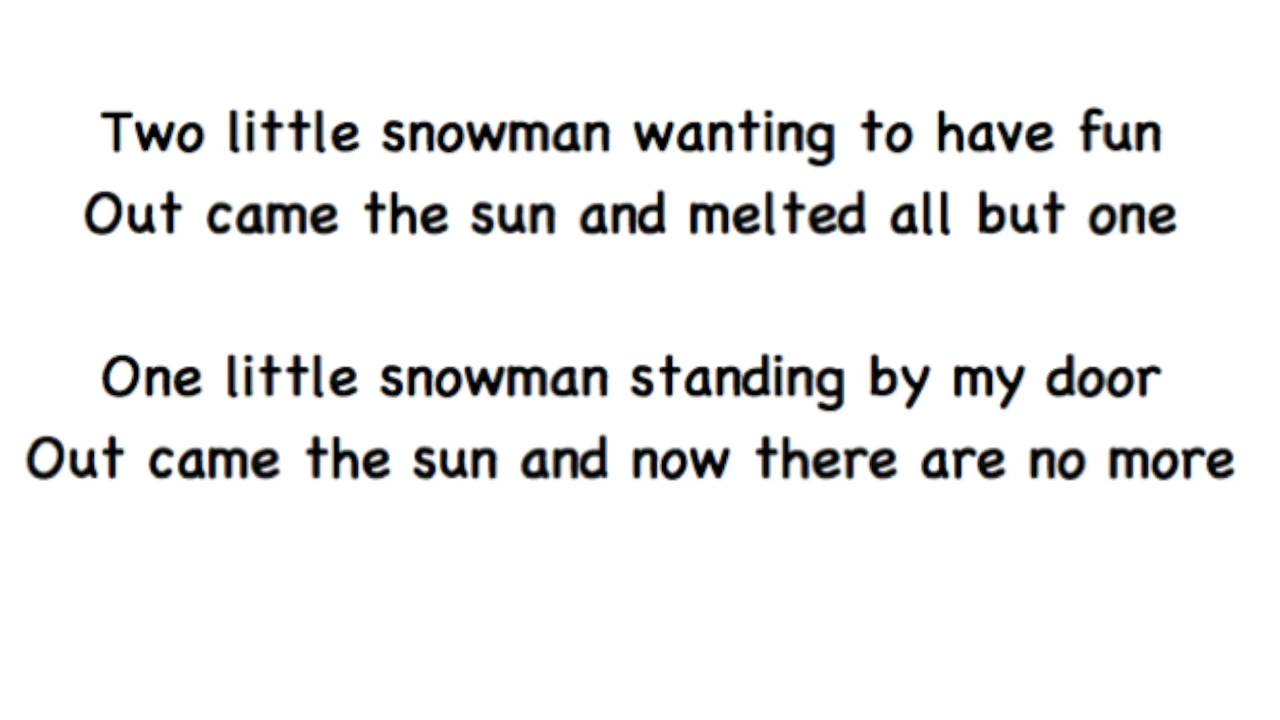 Two little snowman wanting to have fun
Out came the sun and melted all but one
One little snowman standing by my door
Out came the sun and now there are no more